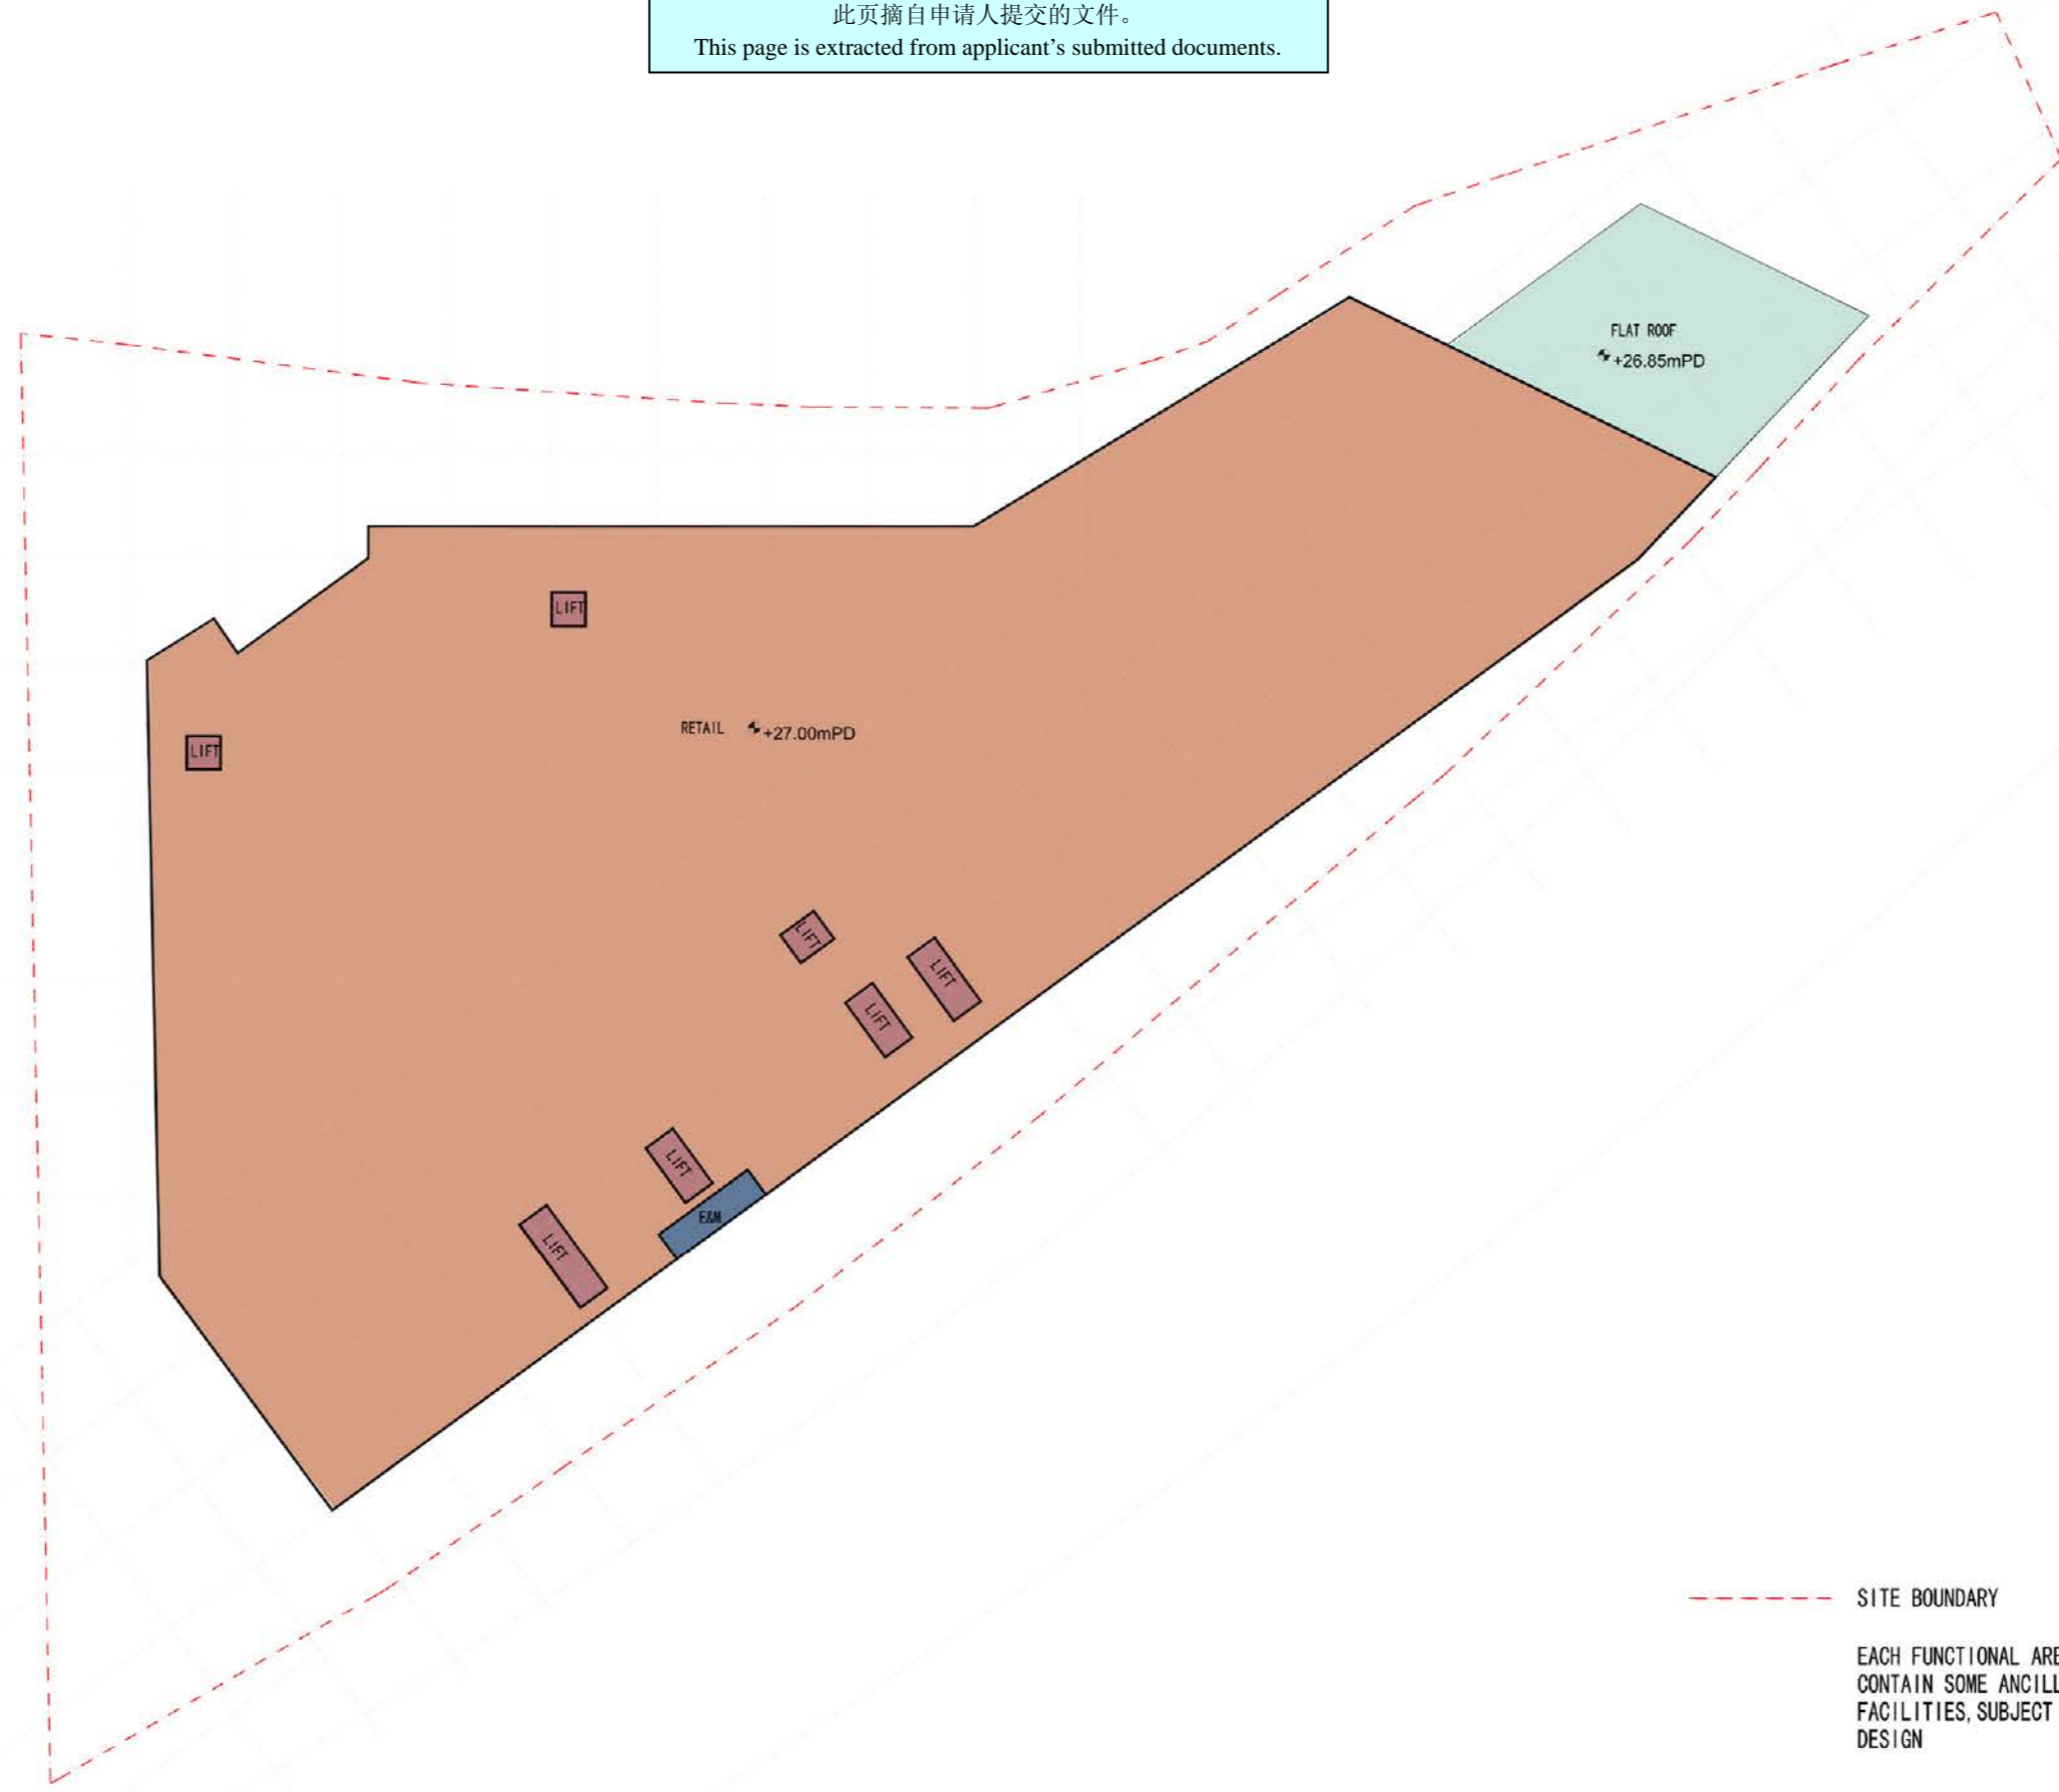 此页摘自申请人提交的文件。
This page is extracted from applicant's submitted documents.
FLAT ROOF
+26.85mPD
LIFT
RETAIL +27.00mPD
LIFT
LIFT
LIFT
LIFT
LIFT
E&M
LIFT
SITE BOUNDARY
EACH FUNCTIONAL
CONTAIN SOME
FACILITIES, SUBJECT
DESIGN